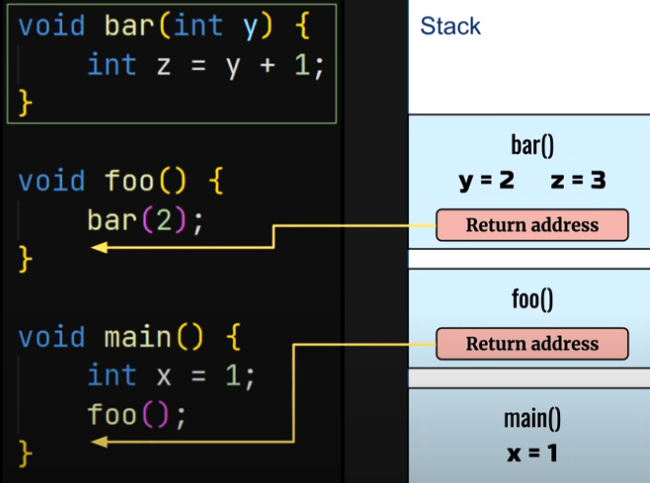 void bar(int y) {
    int z = y + 1;
}
void foo() {
    bar(2);
}
void main() {
    int x = 1;
    foo();
}
Stack
bar()
y = 2 z = 3
Return address
foo()
Return address
main()
x = 1